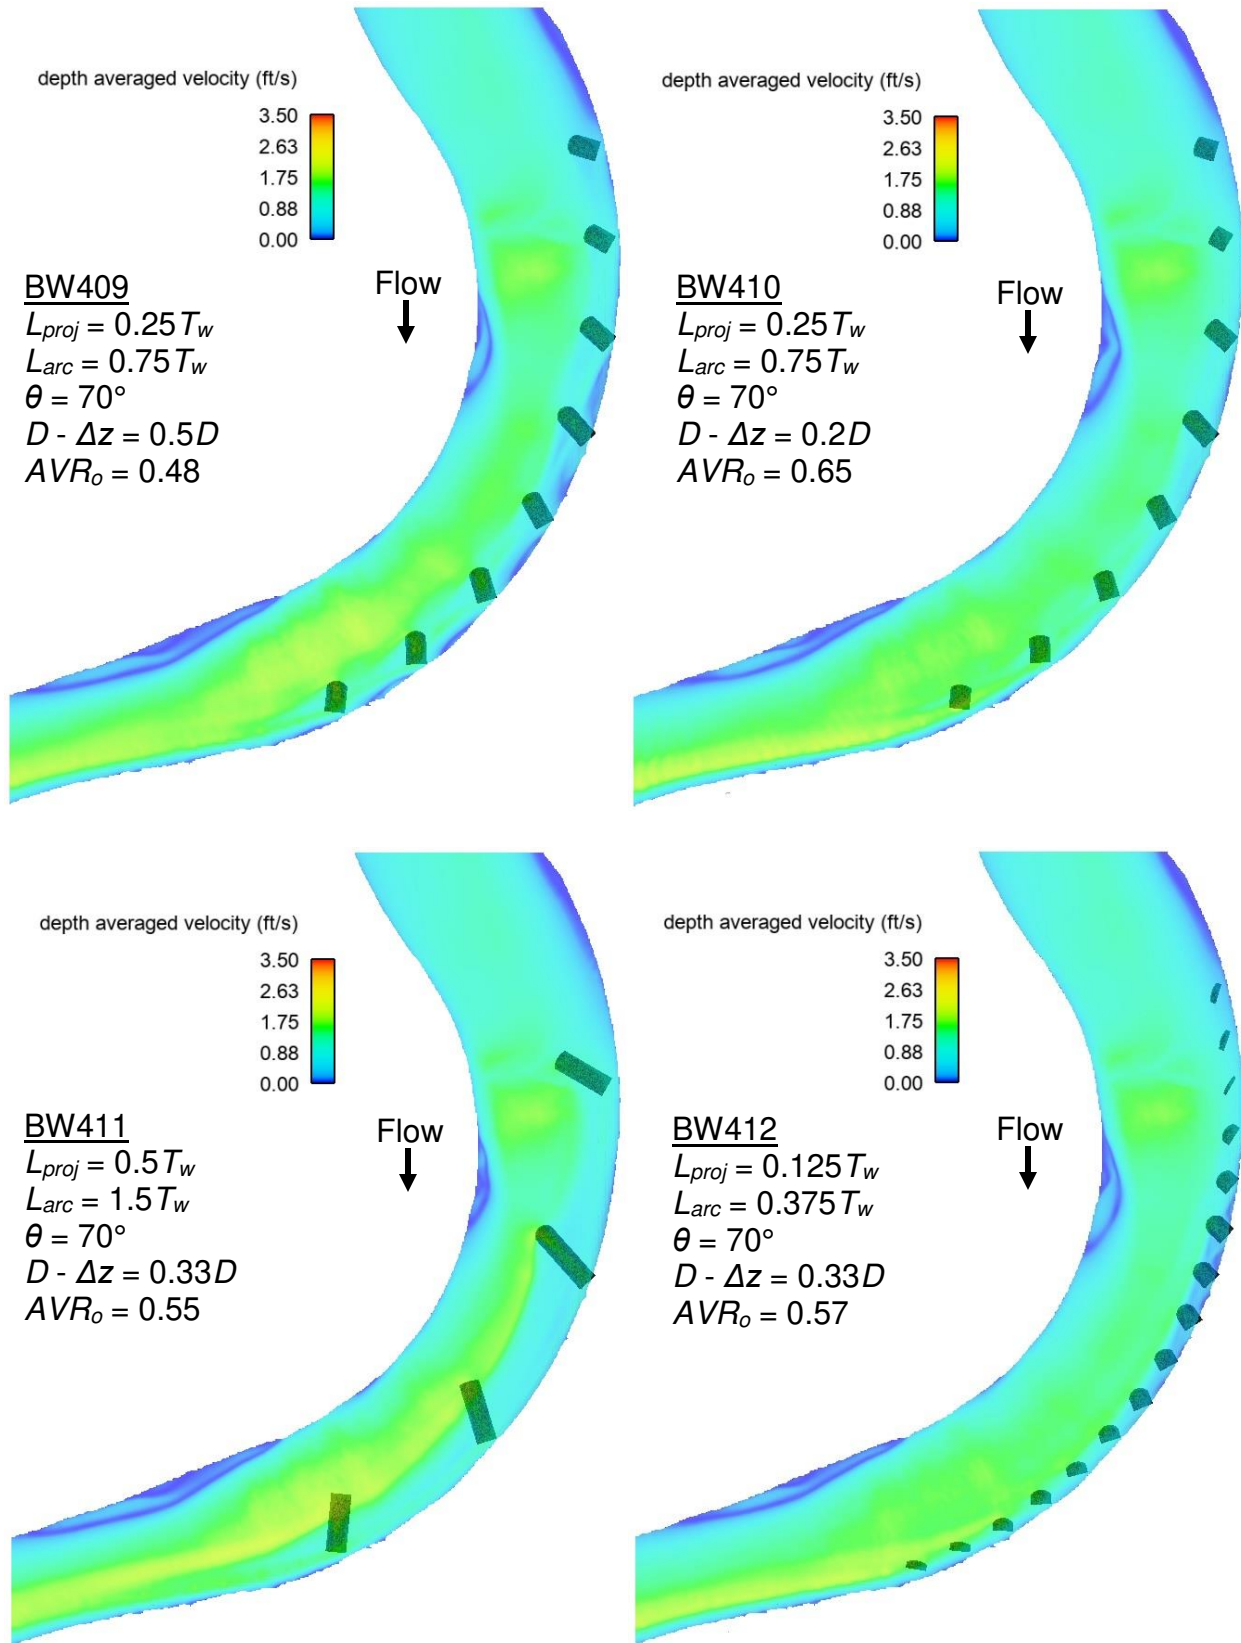 depth averaged velocity (ft/s)
3.50
2.63
1.75
0.88
0.00
BW409
Lproj = 0.25Tw
Larc = 0.75Tw
θ = 70°
D - Δz = 0.5D
AVRo = 0.48
Flow
depth averaged velocity (ft/s)
3.50
2.63
1.75
0.88
0.00
BW410
Lproj = 0.25Tw
Larc = 0.75Tw
θ = 70°
D - Δz = 0.2D
AVRo = 0.65
Flow
depth averaged velocity (ft/s)
3.50
2.63
1.75
0.88
0.00
BW411
Lproj = 0.5Tw
Larc = 1.5Tw
θ = 70°
D - Δz = 0.33D
AVRo = 0.55
Flow
depth averaged velocity (ft/s)
3.50
2.63
1.75
0.88
0.00
BW412
Lproj = 0.125Tw
Larc = 0.375Tw
θ = 70°
D - Δz = 0.33D
AVRo = 0.57
Flow